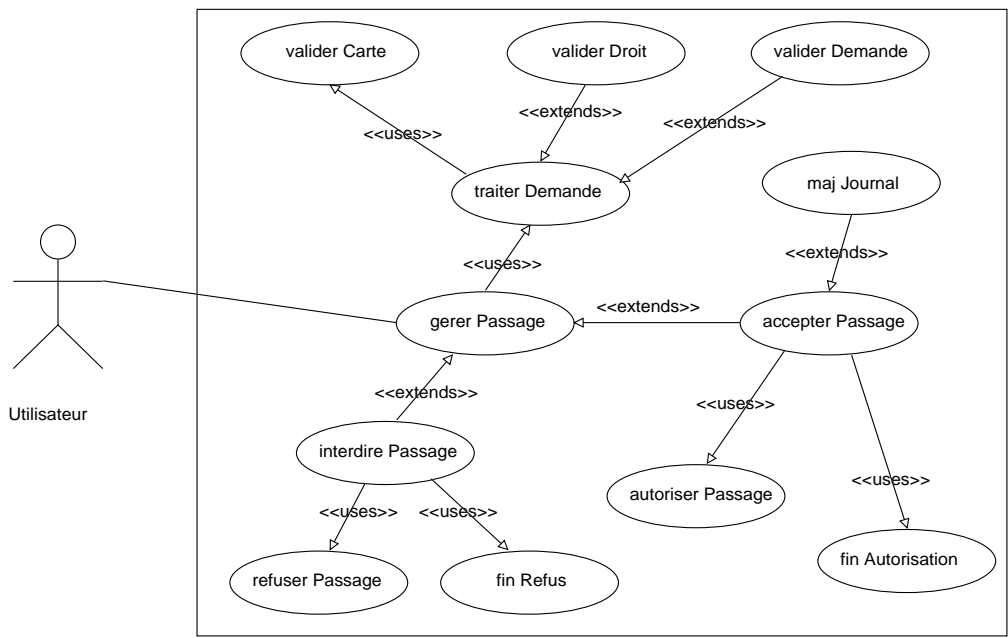 valider Carte
valider Droit
valider Demande
<<extends>>
<<extends>>
<<uses>>
traiter Demande
maj Journal
<<extends>>
<<uses>>
<<extends>>
gerer Passage
accepter Passage
<<extends>>
<<uses>>
Utilisateur
interdire Passage
<<uses>>
autoriser Passage
<<uses>>
<<uses>>
fin Autorisation
refuser Passage
fin Refus